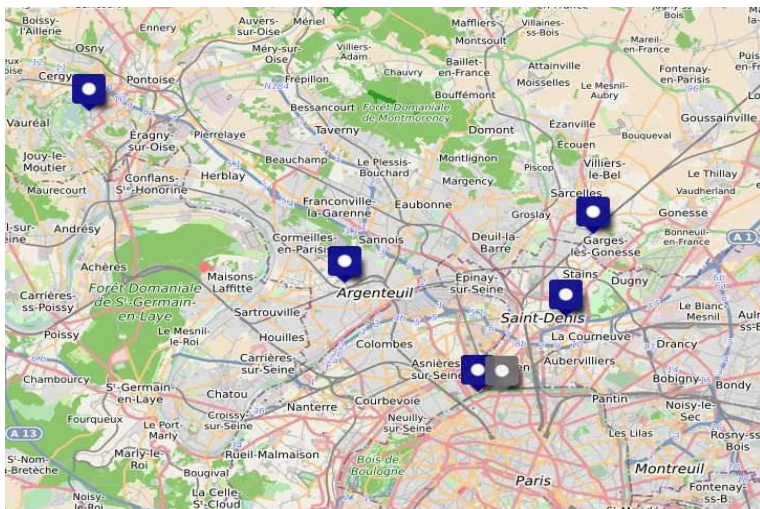 Boissy-
l'Aillerie
Ennery
Auvers-
sur-Oise
Mériel
Maffliers
Montsoult
Villaines-
ss-Bois
Mareil-
en-France
Osny
Méry-sur-
Oise
Villiers-
Adam
Chauvry
Baillet-
en-France
Attainville
Moisselles
Le Mesnil-
Aubry
Fontenay-
en-Parisis
Cergy
Pontoise
N184
Frépillon
Bouffémont
Goussainville
Bessancourt
Forêt Domaniale
de Montmorency
Vauréal
Éragny-
sur-Oise
Pierrelaye
Taverny
Domont
Ézanville
Écouen
Bouqueval
Jouy-le-
Moutier
Beauchamp
Le Plessis-
Bouchard
Montlignon
Piscop
Villiers-
le-Bel
Le Thillay
Maurecourt
Conflans-
Sᵗᵉ-Honorine
Herblay
Margency
Sarcelles
Vaudherland
Franconville-
la-Garenne
Eaubonne
Groslay
Gonesse
Andrésy
Cormeilles-
en-Parisis
Sannois
Deuil-la-
Barre
Garges-
lès-Gonesse
Bonneuil-
en-France
A 1
Achères
Maisons-
Laffitte
Argenteuil
Épinay-
sur-Seine
Stains
Dugny
Carrières-
ss-Poissy
Forêt Domaniale
de Sᵗ-Germain-
en-Laye
Sartrouville
Saint-Denis
Le Blanc-
Mesnil
Poissy
Le Mesnil-
le-Roi
Houilles
Colombes
La Courneuve
Drancy
Carrières-
sur-Seine
Asnières-
sur-Seine
Aubervilliers
Bobigny
Bondy
Chambourcy
Sᵗ-Germain-
en-Laye
Chatou
Courbevoie
Pantin
Noisy-le-
Sec
Fourqueux
Croissy-
sur-Seine
Nanterre
Neuilly-
sur-Seine
A 13
Le Port-
Marly
Les Lilas
Rosny-ss
Bois
Marly-le-
Roi
Rueil-Malmaison
Bois de
Boulogne
Montreuil
Bougival
Paris
La Celle-
Sᵗ-Cloud
Fontenay-
ss-B
Noisy-
le-Roi